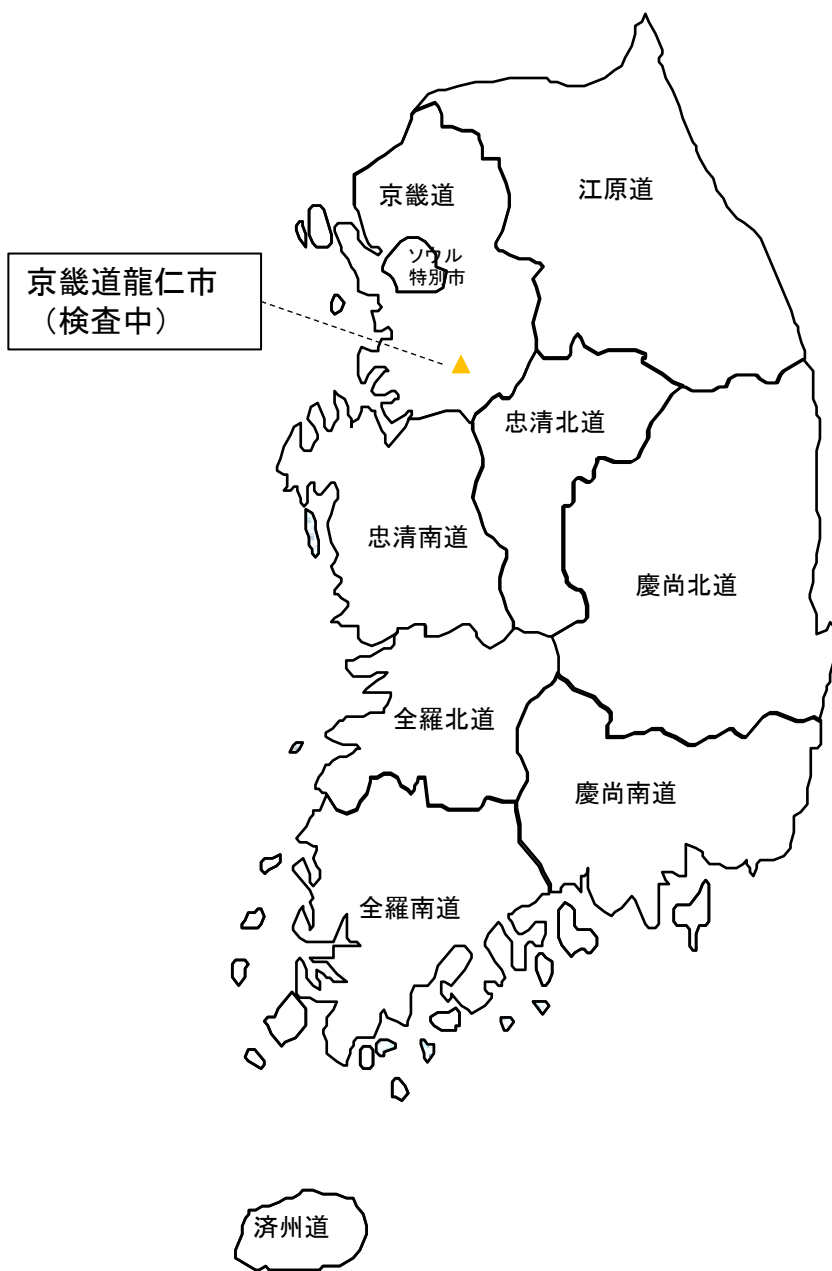 京畿道
江原道
ソウル
特別市
京畿道龍仁市
（検査中）
忠清北道
忠清南道
慶尚北道
全羅北道
慶尚南道
全羅南道
済州道